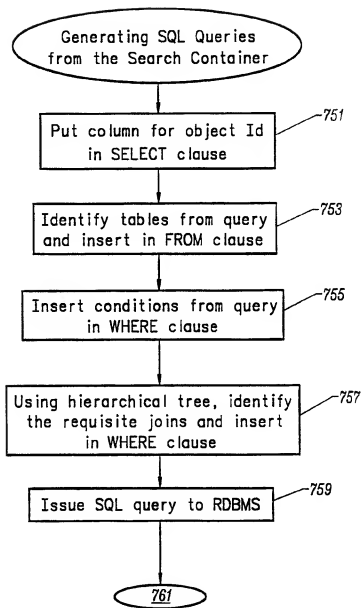 Generating SQL Queries
from the Search Container
751
Put column for object Id
in SELECT clause
753
Identify tables from query
and insert in FROM clause
755
Insert conditions from query
in WHERE clause
757
Using hierarchical tree, identify
the requisite joins and insert
in WHERE clause
759
Issue SQL query to RDBMS
761